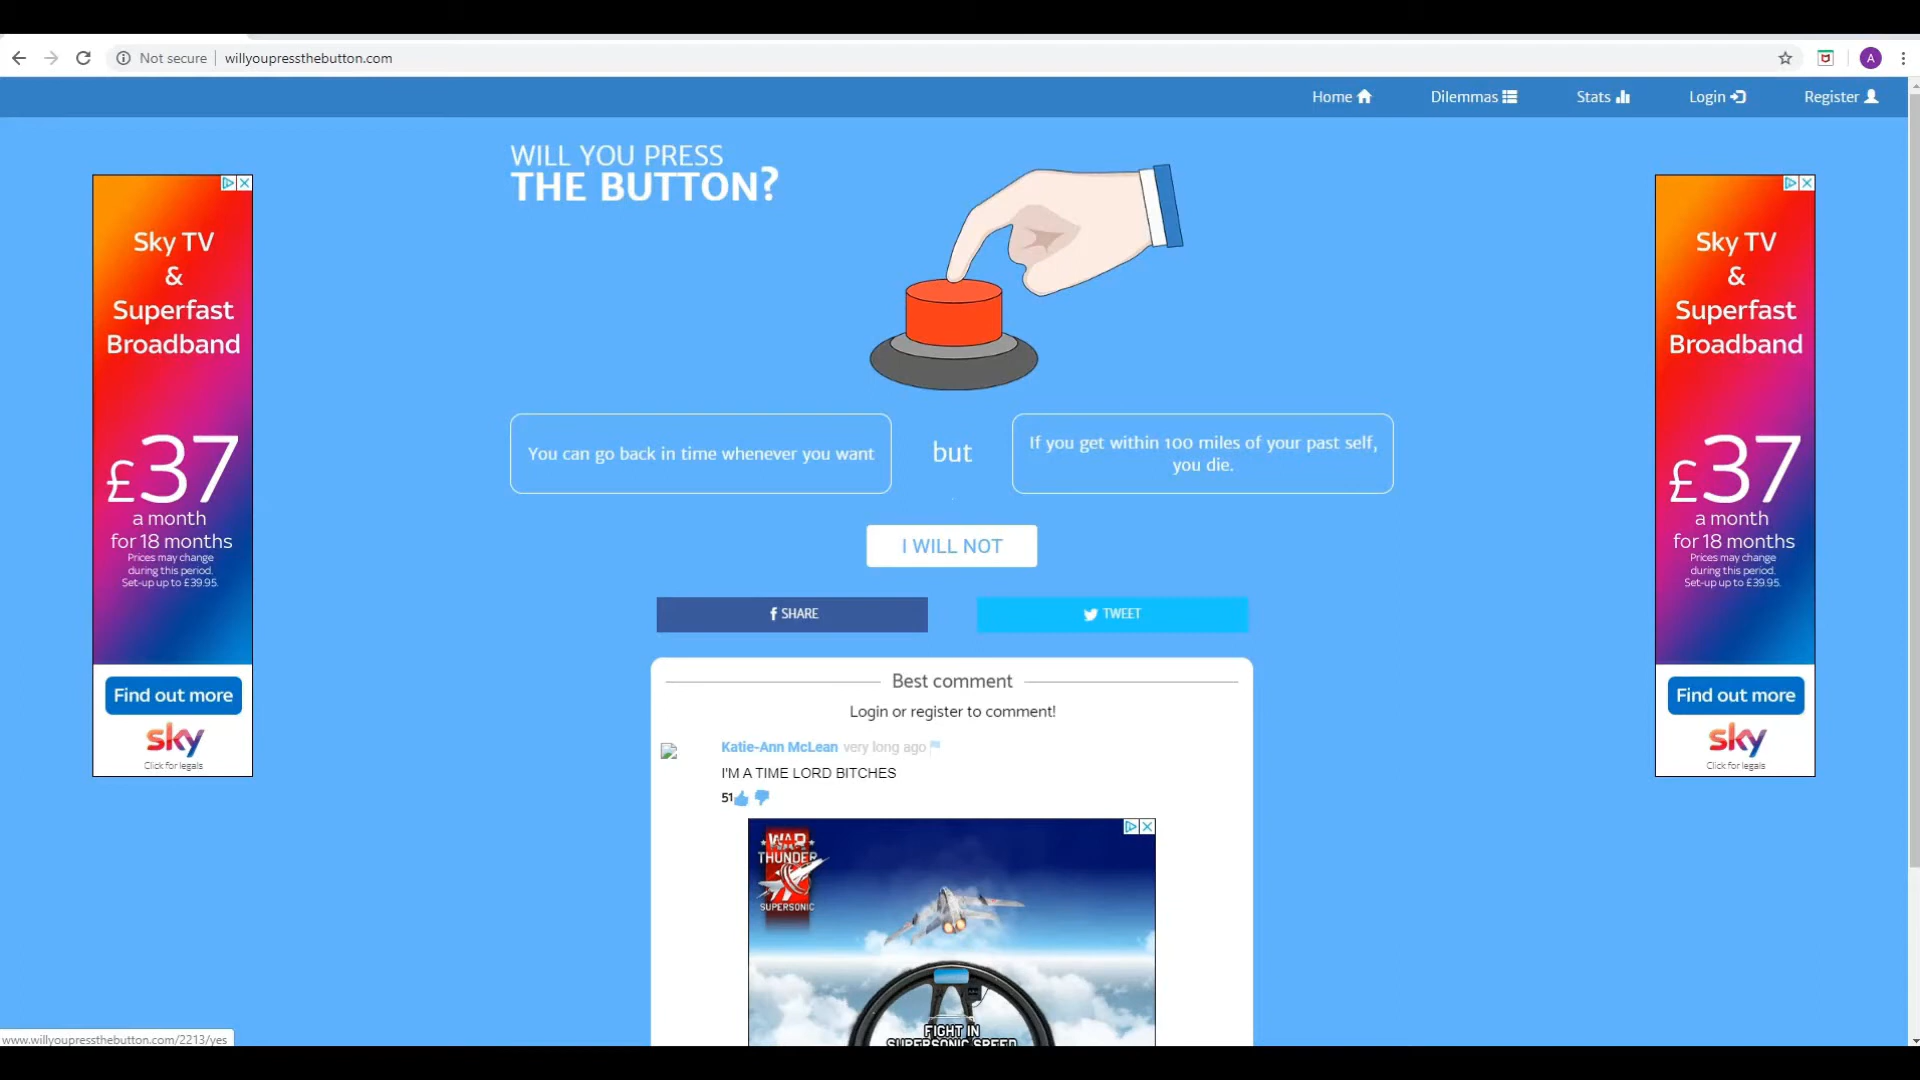 Not secure
willyoupressthebutton.com
A
Home
Dilemmas
Stats
Login
Register
WILL YOU PRESS
THE BUTTON?
Sky TV
&
Superfast
Broadband
£37
a month
for 18 months
Prices may change
during this period.
Set-up up to £39.95.
Find out more
sky
Click for legals
You can go back in time whenever you want
but
If you get within 100 miles of your past self,
you die.
I WILL NOT
SHARE
TWEET
Best comment
Login or register to comment!
Katie-Ann McLean very long ago
I'M A TIME LORD BITCHES
51
WAR
THUNDER
SUPERSONIC
FIGHT IN
SUPERSONIC SPEED
Sky TV
&
Superfast
Broadband
£37
a month
for 18 months
Prices may change
during this period.
Set-up up to £39.95.
Find out more
sky
Click for legals
www.willyoupressthebutton.com/2213/yes